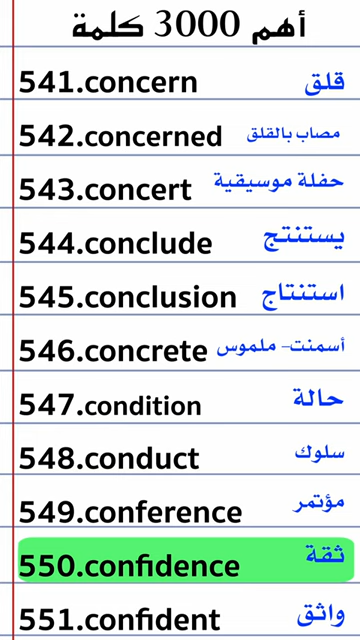 أهم 3000 كلمة
541.concern قلق
542.concerned مصاب بالقلق
543.concert حفلة موسيقية
544.conclude يستنتج
545.conclusion استنتاج
546.concrete أسمنت- ملموس
547.condition حالة
548.conduct سلوك
549.conference مؤتمر
550.confidence ثقة
551.confident واثق